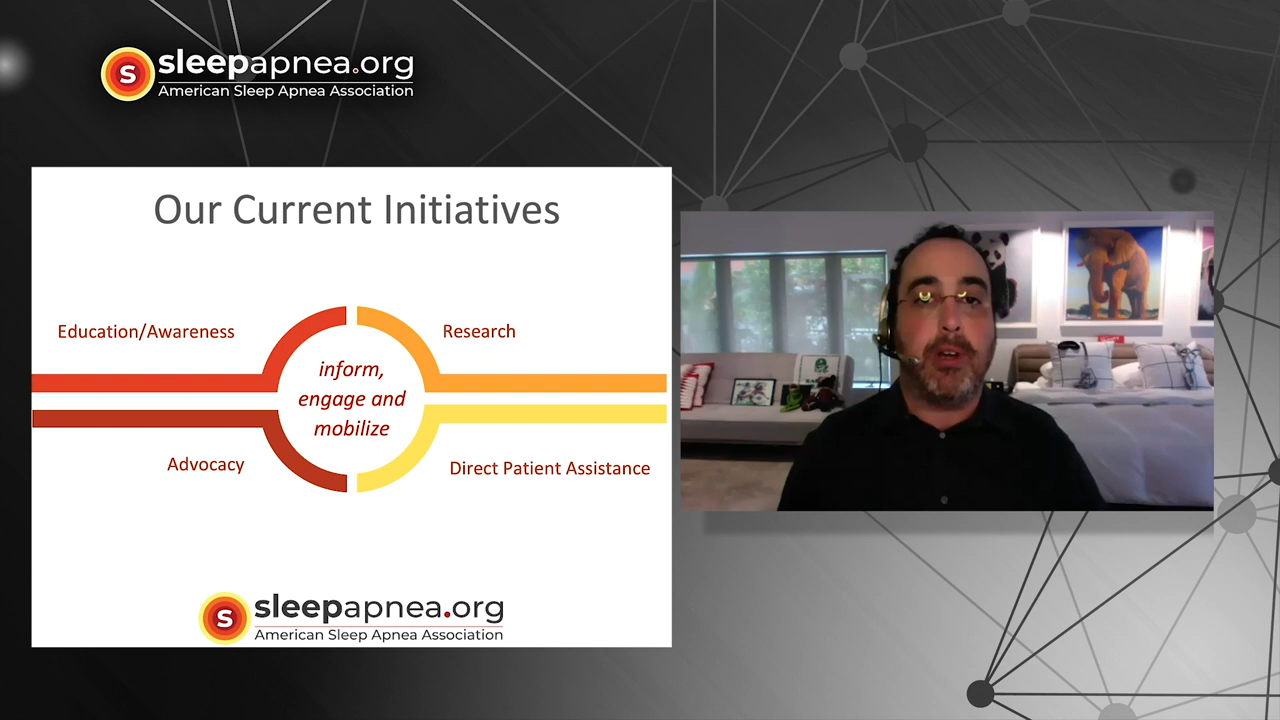 sleepapnea.org
American Sleep Apnea Association
Our Current Initiatives
Education/Awareness
Research
inform,
engage and
mobilize
Advocacy
Direct Patient Assistance
sleepapnea.org
American Sleep Apnea Association